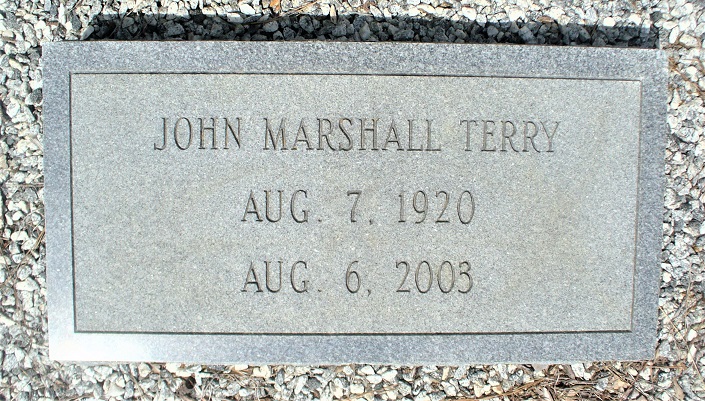 JOHN MARSHALL TERRY
AUG. 7, 1920
AUG. 6, 2003